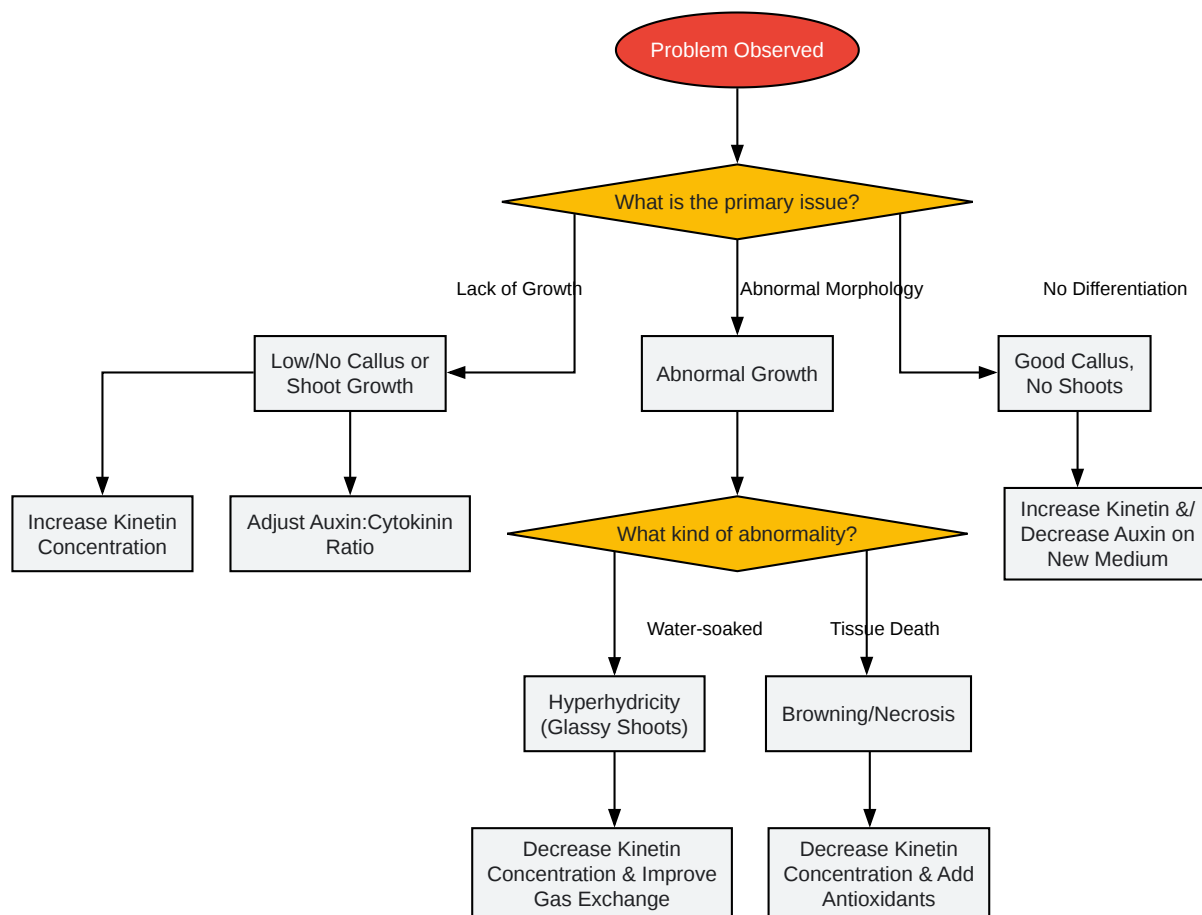 Problem Observed
What is the primary issue?
Lack of Growth
Abnormal Morphology
No Differentiation
Low/No Callus or
Shoot Growth
Abnormal Growth
Good Callus,
No Shoots
Increase Kinetin
Concentration
Adjust Auxin:Cytokinin
Ratio
What kind of abnormality?
Increase Kinetin &/
Decrease Auxin on
New Medium
Water-soaked
Tissue Death
Hyperhydricity
(Glassy Shoots)
Browning/Necrosis
Decrease Kinetin
Concentration & Improve
Gas Exchange
Decrease Kinetin
Concentration & Add
Antioxidants